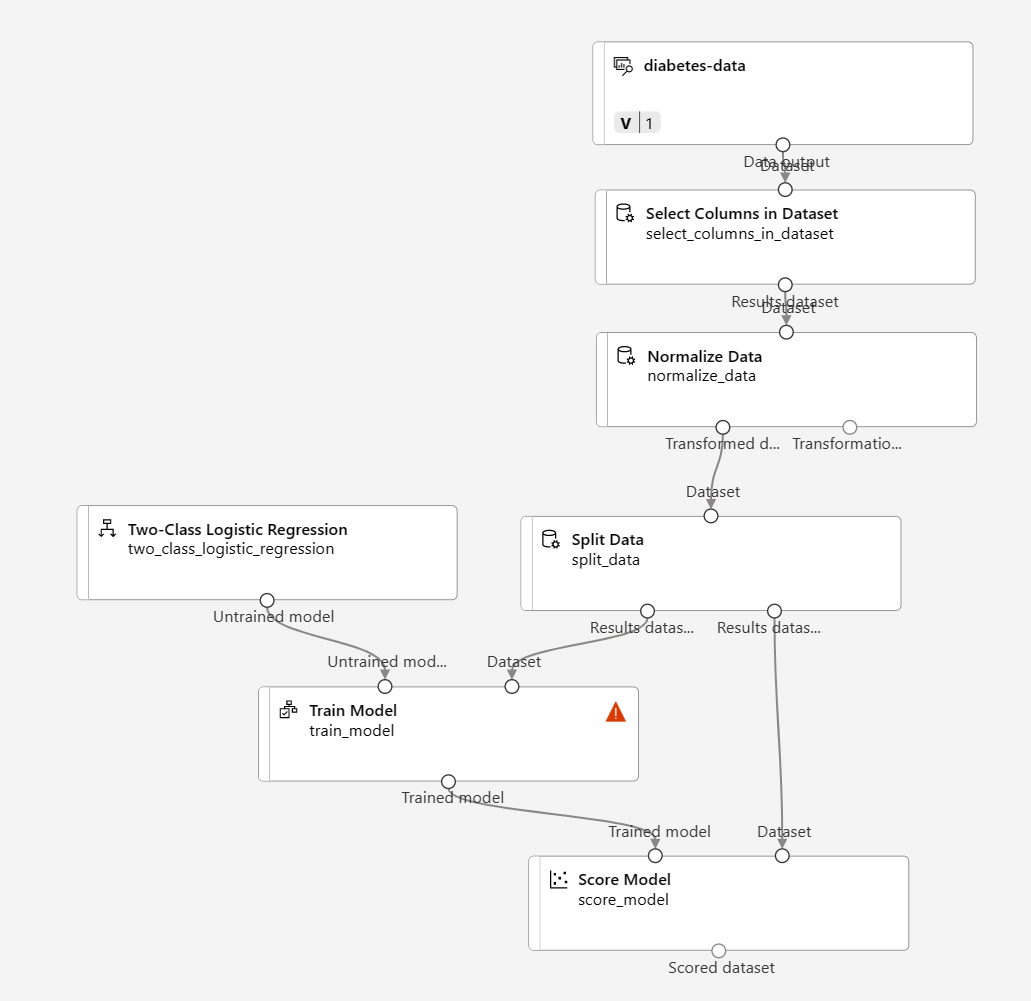 diabetes-data
V 1
Data output
Dataset
Select Columns in Dataset
select_columns_in_dataset
Results dataset
Dataset
Normalize Data
normalize_data
Transformed d... Transformatio...
Dataset
Two-Class Logistic Regression
two_class_logistic_regression
Untrained model
Split Data
split_data
Results datas... Results datas...
Untrained mod... Dataset
Train Model
train_model
Trained model
Trained model Dataset
Score Model
score_model
Scored dataset